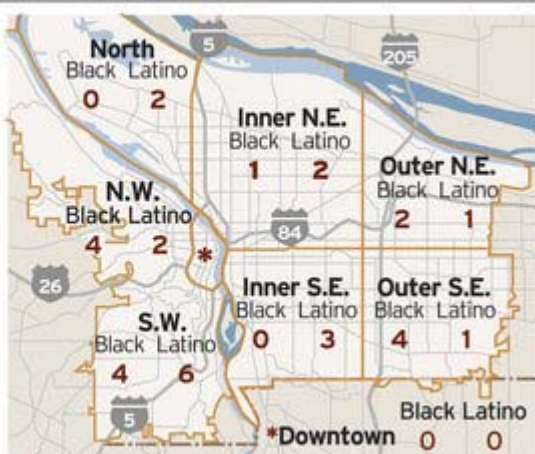 North
Black Latino
0 2
5
205
Inner N.E.
Black Latino
1 2
Outer N.E.
Black Latino
2 1
N.W.
Black Latino
4 2
*
84
26
S.W.
Black Latino
4 6
Inner S.E.
Black Latino
0 3
Outer S.E.
Black Latino
4 1
5
Black Latino
*Downtown 0 0